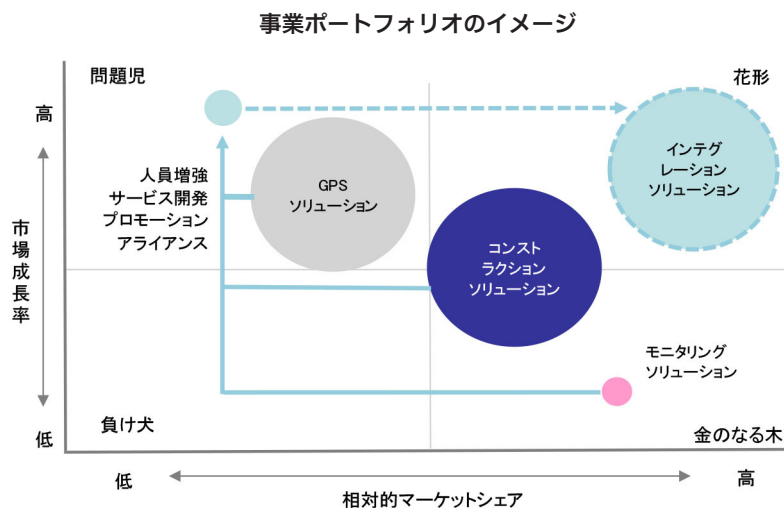 事業ポートフォリオのイメージ
問題児
花形
高
人員増強
サービス開発
プロモーション
アライアンス
GPS
ソリューション
インテグ
レーション
ソリューション
コンスト
ラクション
ソリューション
市場成長率
モニタリング
ソリューション
負け犬
金のなる木
低
低
高
相対的マーケットシェア